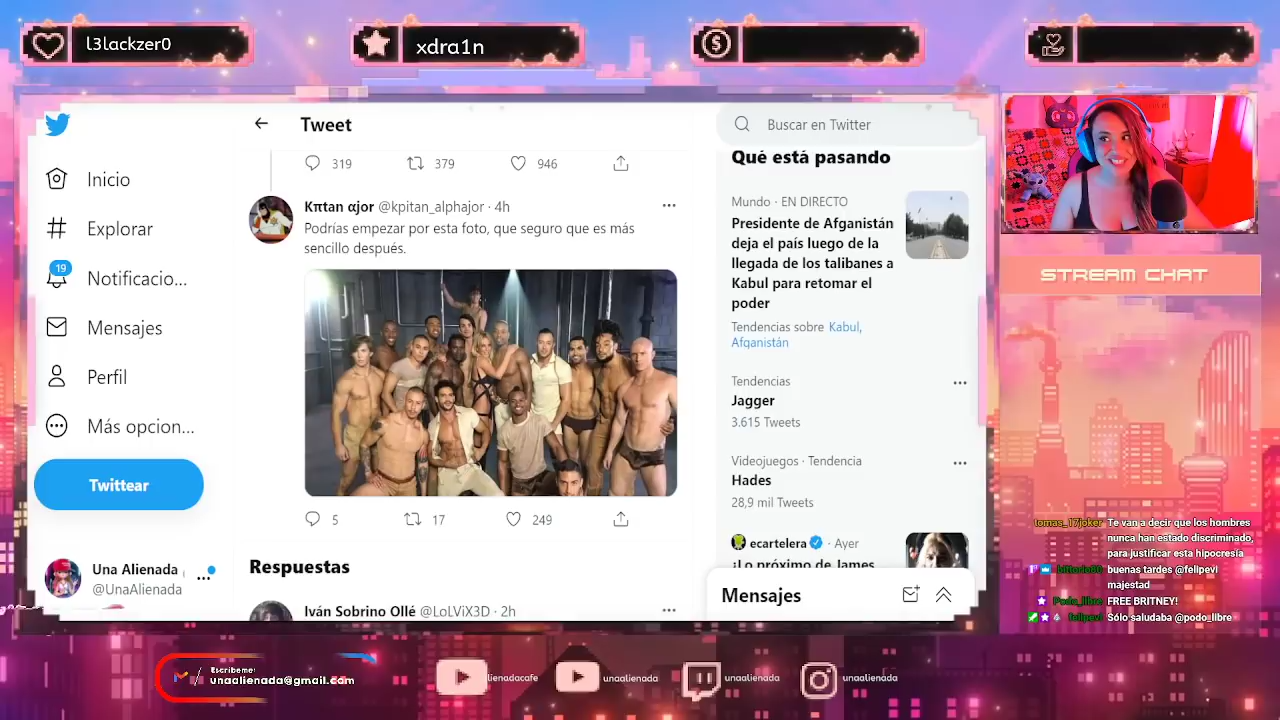 l3lackzer0
xdra1n
Tweet
Buscar en Twitter
319
379
946
Qué está pasando
Inicio
Explorar
19
Notificacio...
Mensajes
Perfil
Más opcion...
Twittear
Una Alienada
@UnaAlienada
Kπtan αjor @kpitan_alphajor · 4h
Podrías empezar por esta foto, que seguro que es más
sencillo después.
5
17
249
Respuestas
Iván Sobrino Ollé @LoLViX3D · 2h
Mundo · EN DIRECTO
Presidente de Afganistán
deja el país luego de la
llegada de los talibanes a
Kabul para retomar el
poder
Tendencias sobre Kabul,
Afganistán
Tendencias
Jagger
3.615 Tweets
Videojuegos · Tendencia
Hades
28,9 mil Tweets
ecartelera · Ayer
¿Lo próximo de James
Mensajes
STREAM CHAT
tomas_17joker Te van a decir que los hombres
nunca han estado discriminado,
para justificar esta hipocresía
buenas tardes @felipevi
majestad
Podo_libre FREE BRITNEY!
felipevi Sólo saludaba @podo_libre
Escríbeme:
unaalienada@gmail.com
lienadacafe
unaalienada
unaalienada
unaalienada